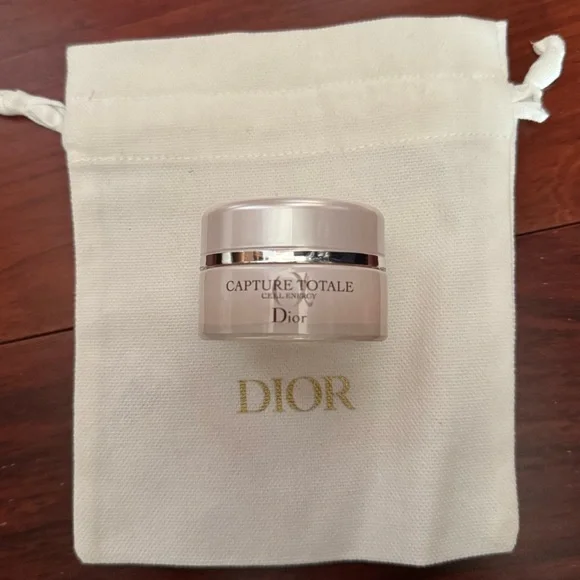 CAPTURE TOTALE
C.E.L.L. ENERGY
Dior
DIOR